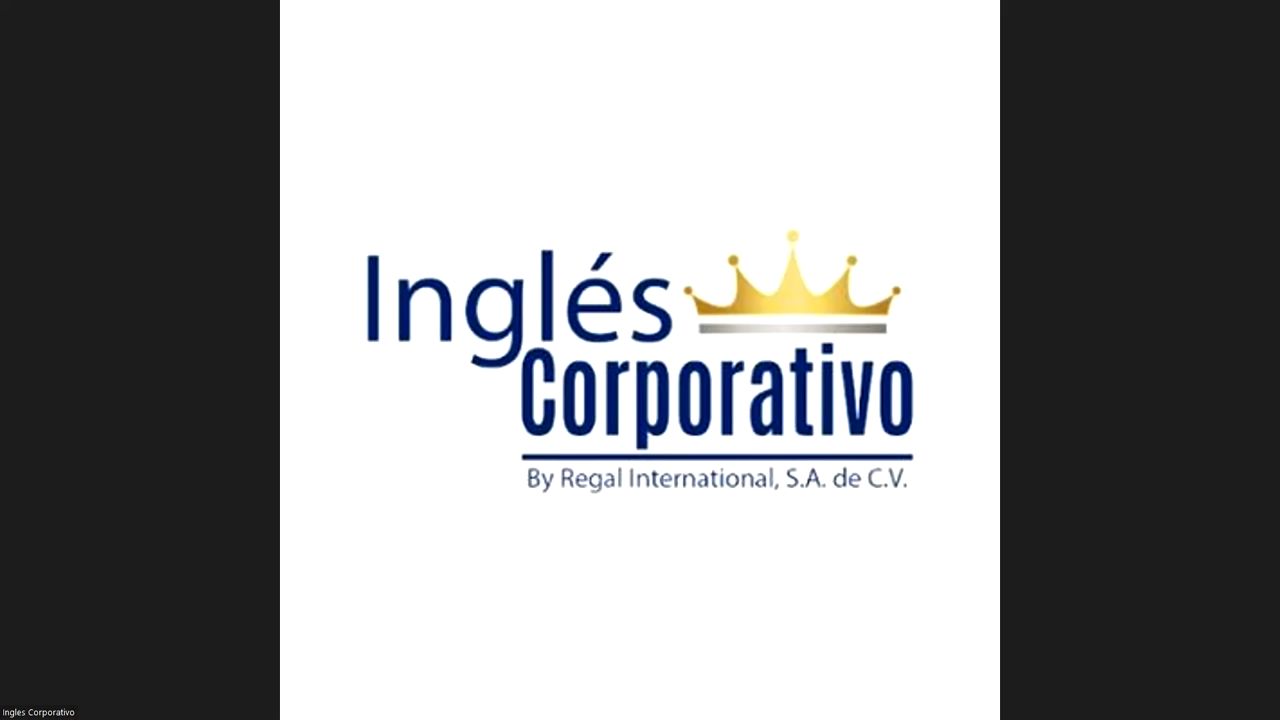 Inglés
Corporativo
By Regal International, S.A. de C.V.
Ingles Corporativo